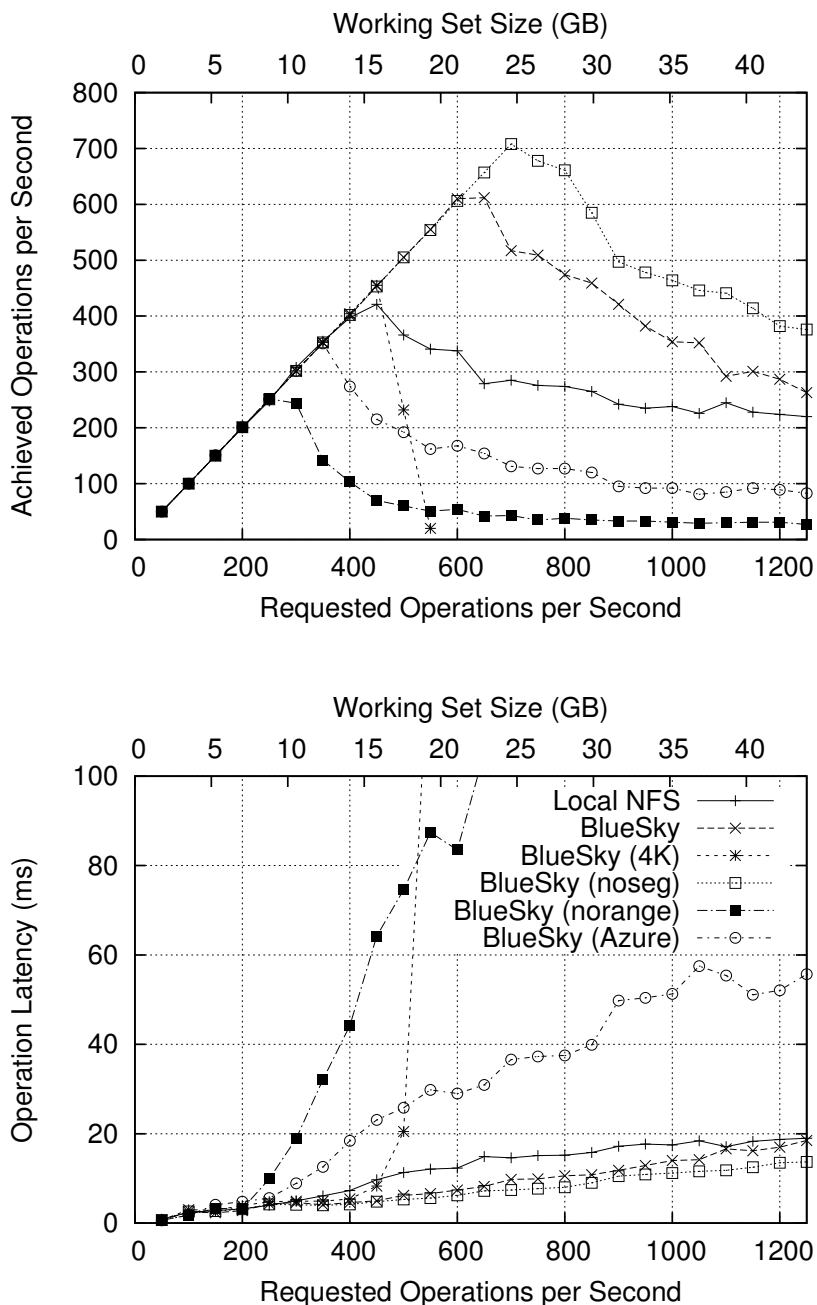 Working Set Size (GB)
0 5 10 15 20 25 30 35 40
800
700
600
500
400
300
200
100
0
Achieved Operations per Second
200 400 600 800 1000 1200
Requested Operations per Second
Working Set Size (GB)
0 5 10 15 20 25 30 35 40
100
80
60
40
20
0
Operation Latency (ms)
Local NFS
BlueSky
BlueSky (4K)
BlueSky (noseg)
BlueSky (norange)
BlueSky (Azure)
0 200 400 600 800 1000 1200
Requested Operations per Second